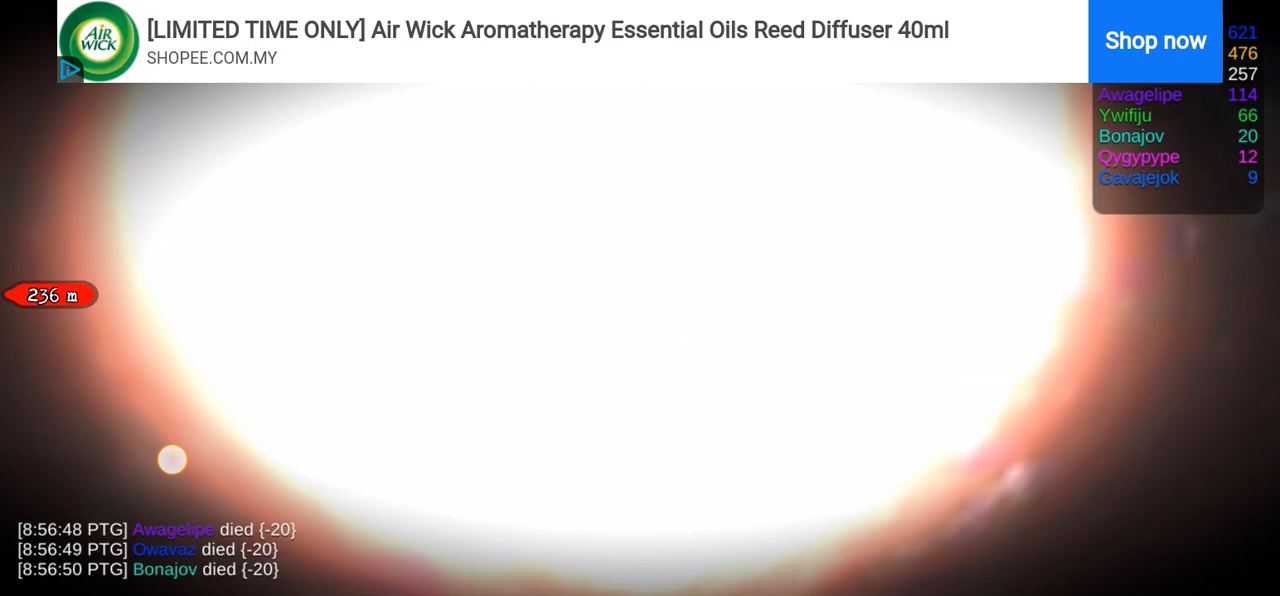 AIR
WICK
[LIMITED TIME ONLY] Air Wick Aromatherapy Essential Oils Reed Diffuser 40ml
SHOPEE.COM.MY
Shop now
621
476
257
Awagelipe 114
Ywifiju 66
Bonajov 20
Qygypype 12
Gavajejok 9
236 m
[8:56:48 PTG] Awagelipe died {-20}
[8:56:49 PTG] Owavaz died {-20}
[8:56:50 PTG] Bonajov died {-20}